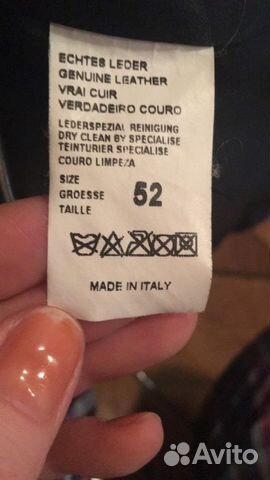 ECHTES LEDER
GENUINE LEATHER
VRAI CUIR
VERDADEIRO COURO
LEDERSPEZIAL REINIGUNG
DRY CLEAN BY SPECIALISE
TEINTURIER SPECIALISE
COURO LIMPEZA
SIZE
GROESSE 52
TAILLE
MADE IN ITALY
Avito